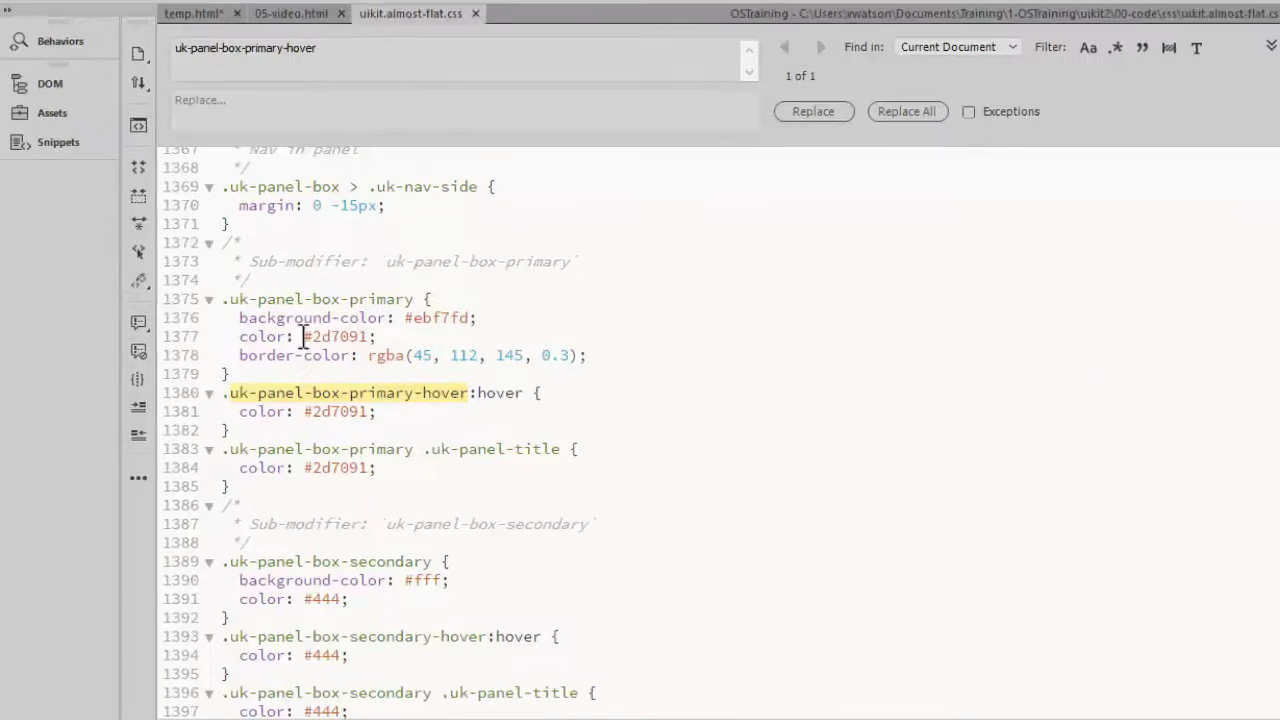 temp.html*
05-video.html
uikit.almost-flat.css
OSTraining - C:\Users\vwatson\Documents\Training\1-OSTraining\uikit2\00-code\css\uikit.almost-flat.cs
Behaviors
DOM
Assets
Snippets
uk-panel-box-primary-hover
Find in:
Current Document
Filter:
Aa
.*
1 of 1
Replace...
Replace
Replace All
Exceptions
1367 * Nav in panel
1368 */
1369 .uk-panel-box > .uk-nav-side {
1370 margin: 0 -15px;
1371 }
1372 /*
1373 * Sub-modifier: `uk-panel-box-primary`
1374 */
1375 .uk-panel-box-primary {
1376 background-color: #ebf7fd;
1377 color: #2d7091;
1378 border-color: rgba(45, 112, 145, 0.3);
1379 }
1380 .uk-panel-box-primary-hover:hover {
1381 color: #2d7091;
1382 }
1383 .uk-panel-box-primary .uk-panel-title {
1384 color: #2d7091;
1385 }
1386 /*
1387 * Sub-modifier: `uk-panel-box-secondary`
1388 */
1389 .uk-panel-box-secondary {
1390 background-color: #fff;
1391 color: #444;
1392 }
1393 .uk-panel-box-secondary-hover:hover {
1394 color: #444;
1395 }
1396 .uk-panel-box-secondary .uk-panel-title {
1397 color: #444;